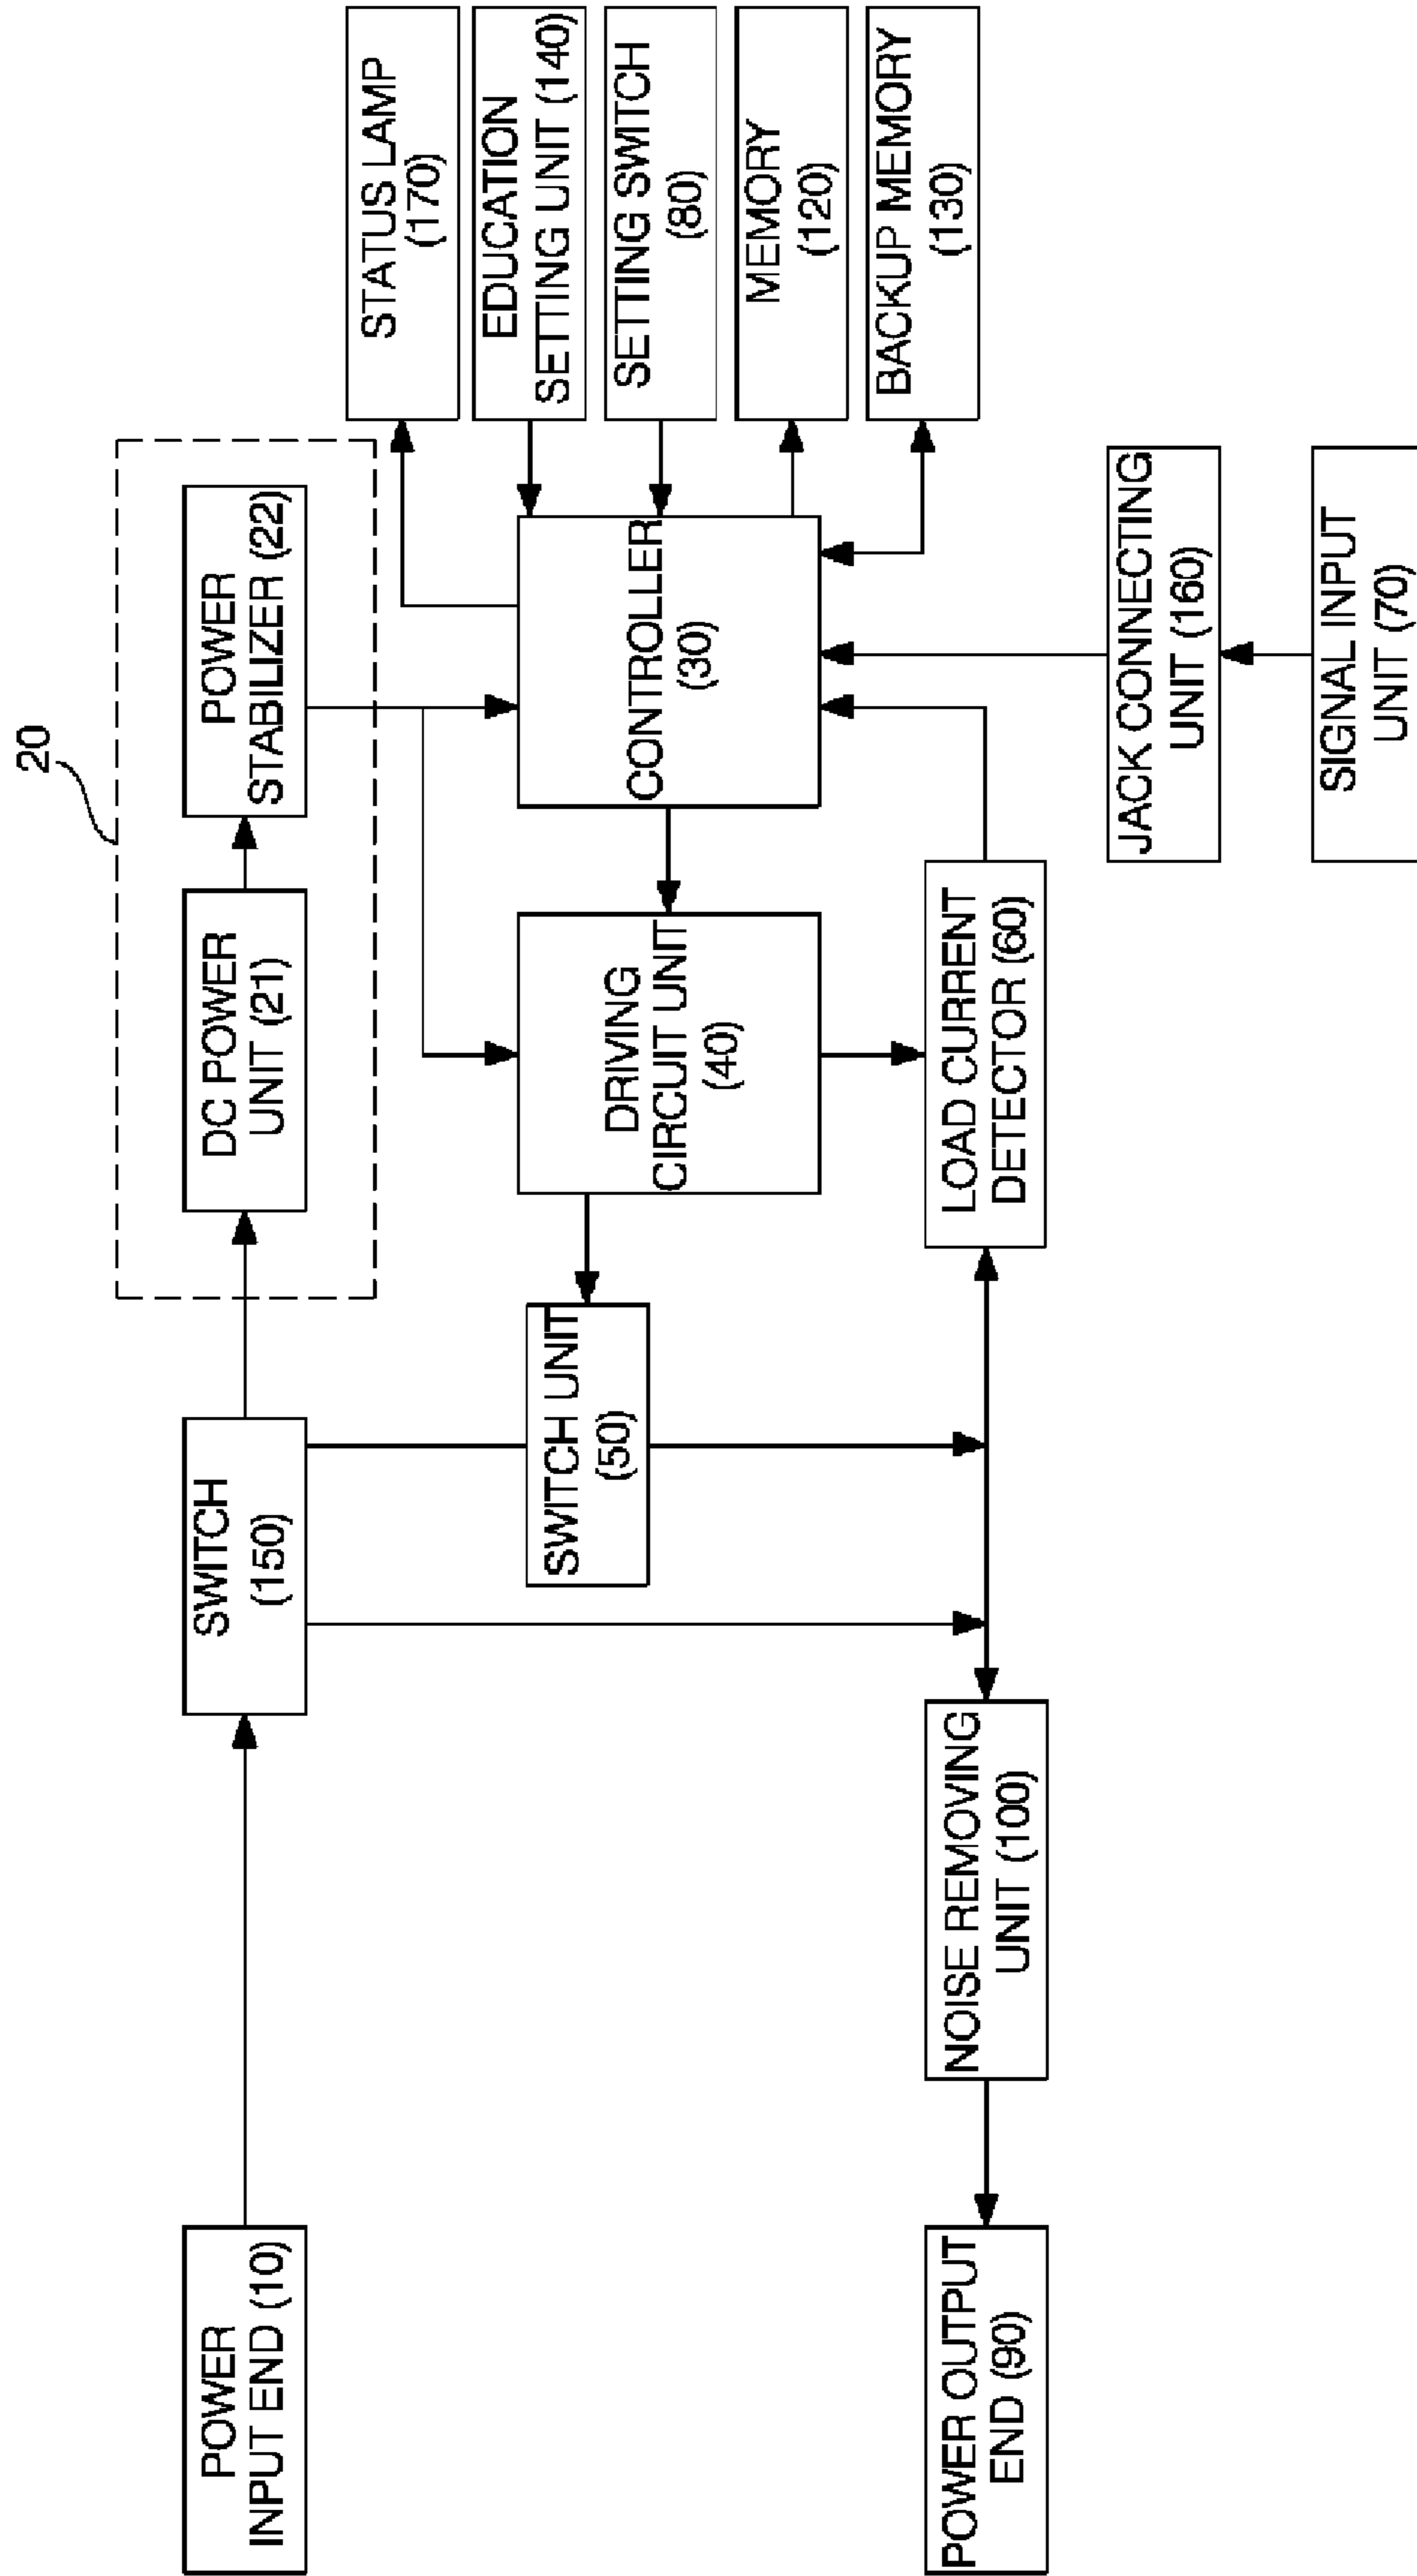 20
POWER
INPUT END (10)
SWITCH
(150)
DC POWER
UNIT (21)
POWER
STABILIZER (22)
STATUS LAMP
(170)
EDUCATION
SETTING UNIT (140)
SETTING SWITCH
(80)
MEMORY
(120)
BACKUP MEMORY
(130)
SWITCH UNIT
(50)
DRIVING
CIRCUIT UNIT
(40)
CONTROLLER
(30)
POWER OUTPUT
END (90)
NOISE REMOVING
UNIT (100)
LOAD CURRENT
DETECTOR (60)
JACK CONNECTING
UNIT (160)
SIGNAL INPUT
UNIT (70)